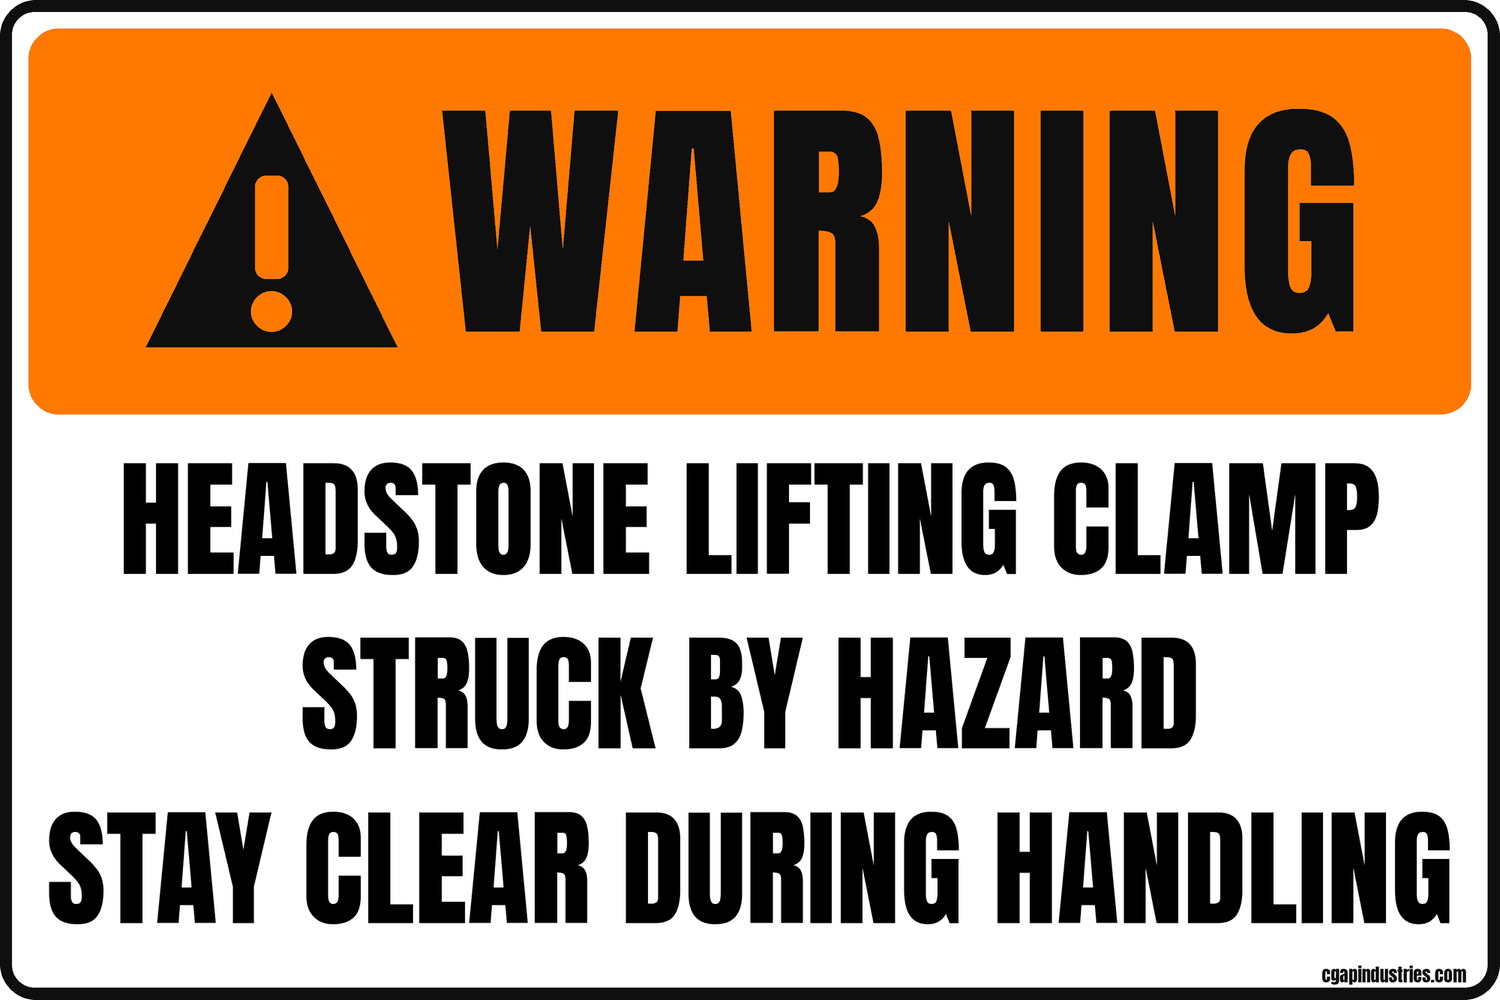 WARNING
HEADSTONE LIFTING CLAMP
STRUCK BY HAZARD
STAY CLEAR DURING HANDLING
cgapindustries.com